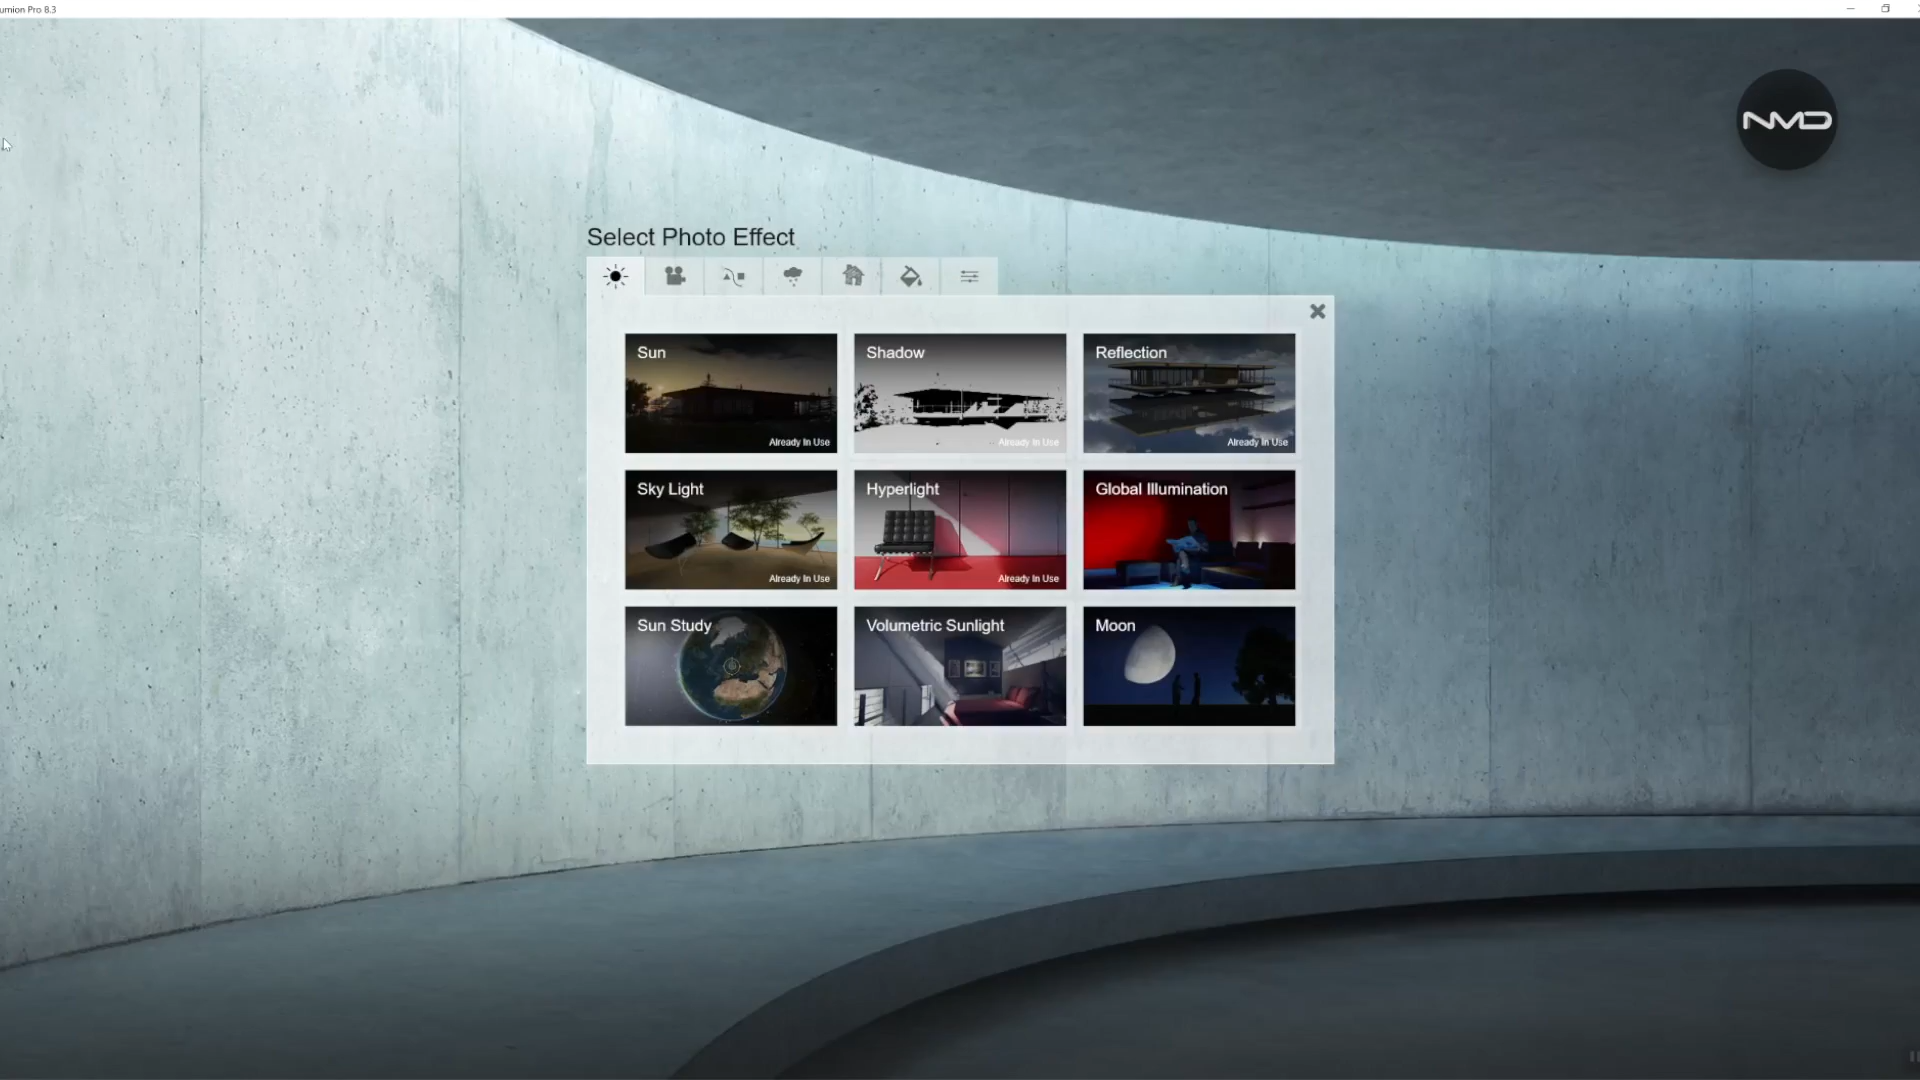 umion Pro 8.3
NMD
Select Photo Effect
Sun
Already In Use
Shadow
Already In Use
Reflection
Already In Use
Sky Light
Already In Use
Hyperlight
Already In Use
Global Illumination
Sun Study
Volumetric Sunlight
Moon